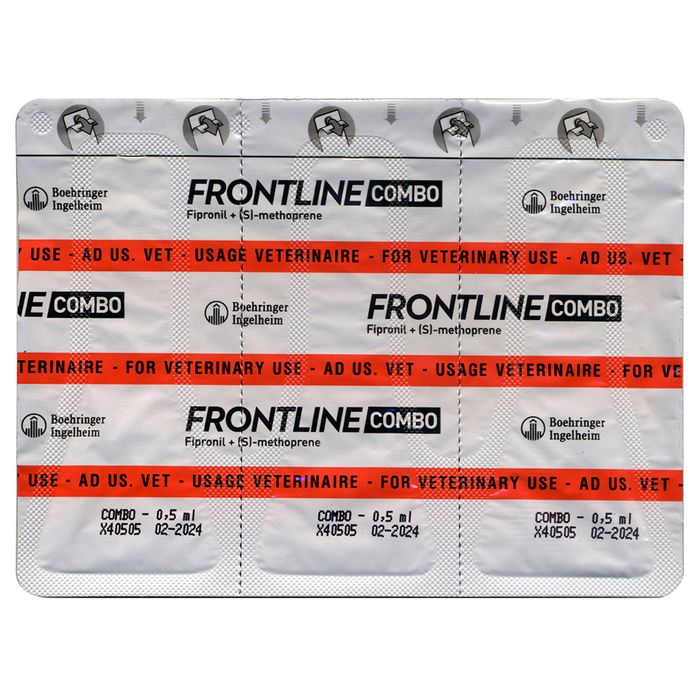 Boehringer
Ingelheim
FRONTLINE COMBO
Fipronil + (S)-methoprene
Boehringer
Ingelheim
USE - AD US. VET - USAGE VETERINAIRE - FOR VETERINARY USE - AD US. VET -
NE COMBO
Boehringer
Ingelheim
FRONTLINE COMBO
Fipronil + (S)-methoprene
TERINAIRE - FOR VETERINARY USE - AD US. VET - USAGE VETERINAIRE - FOR VE
Boehringer
Ingelheim
FRONTLINE COMBO
Fipronil + (S)-methoprene
Boehringer
Ingelheim
USE - AD US. VET - USAGE VETERINAIRE - FOR VETERINARY USE - AD US. VET -
COMBO - 0,5 ml
X40505 02-2024
COMBO - 0,5 ml
X40505 02-2024
COMBO - 0,5 ml
X40505 02-2024